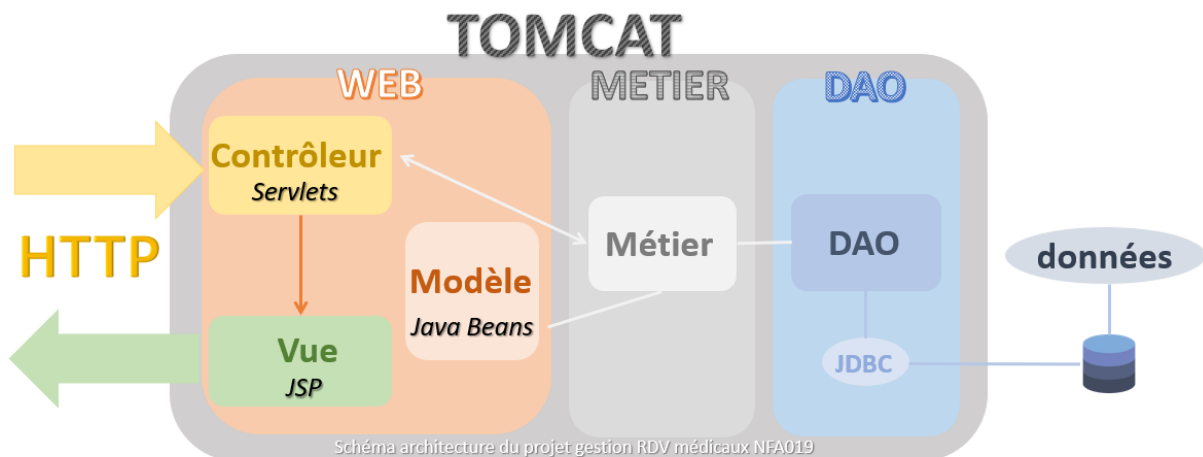 TOMCAT
WEB
METIER
DAO
Contrôleur
Servlets
HTTP
Modèle
Java Beans
Vue
JSP
Métier
DAO
JDBC
données
Schéma architecture du projet gestion RDV médicaux NFA019